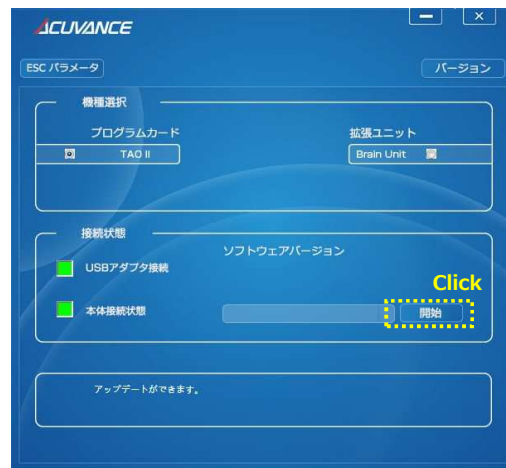 ACUVANCE
ESC パラメータ
バージョン
機種選択
プログラムカード
拡張ユニット
TAO II
Brain Unit
接続状態
ソフトウェアバージョン
USBアダプタ接続
Click
本体接続状態
開始
アップデートができます。